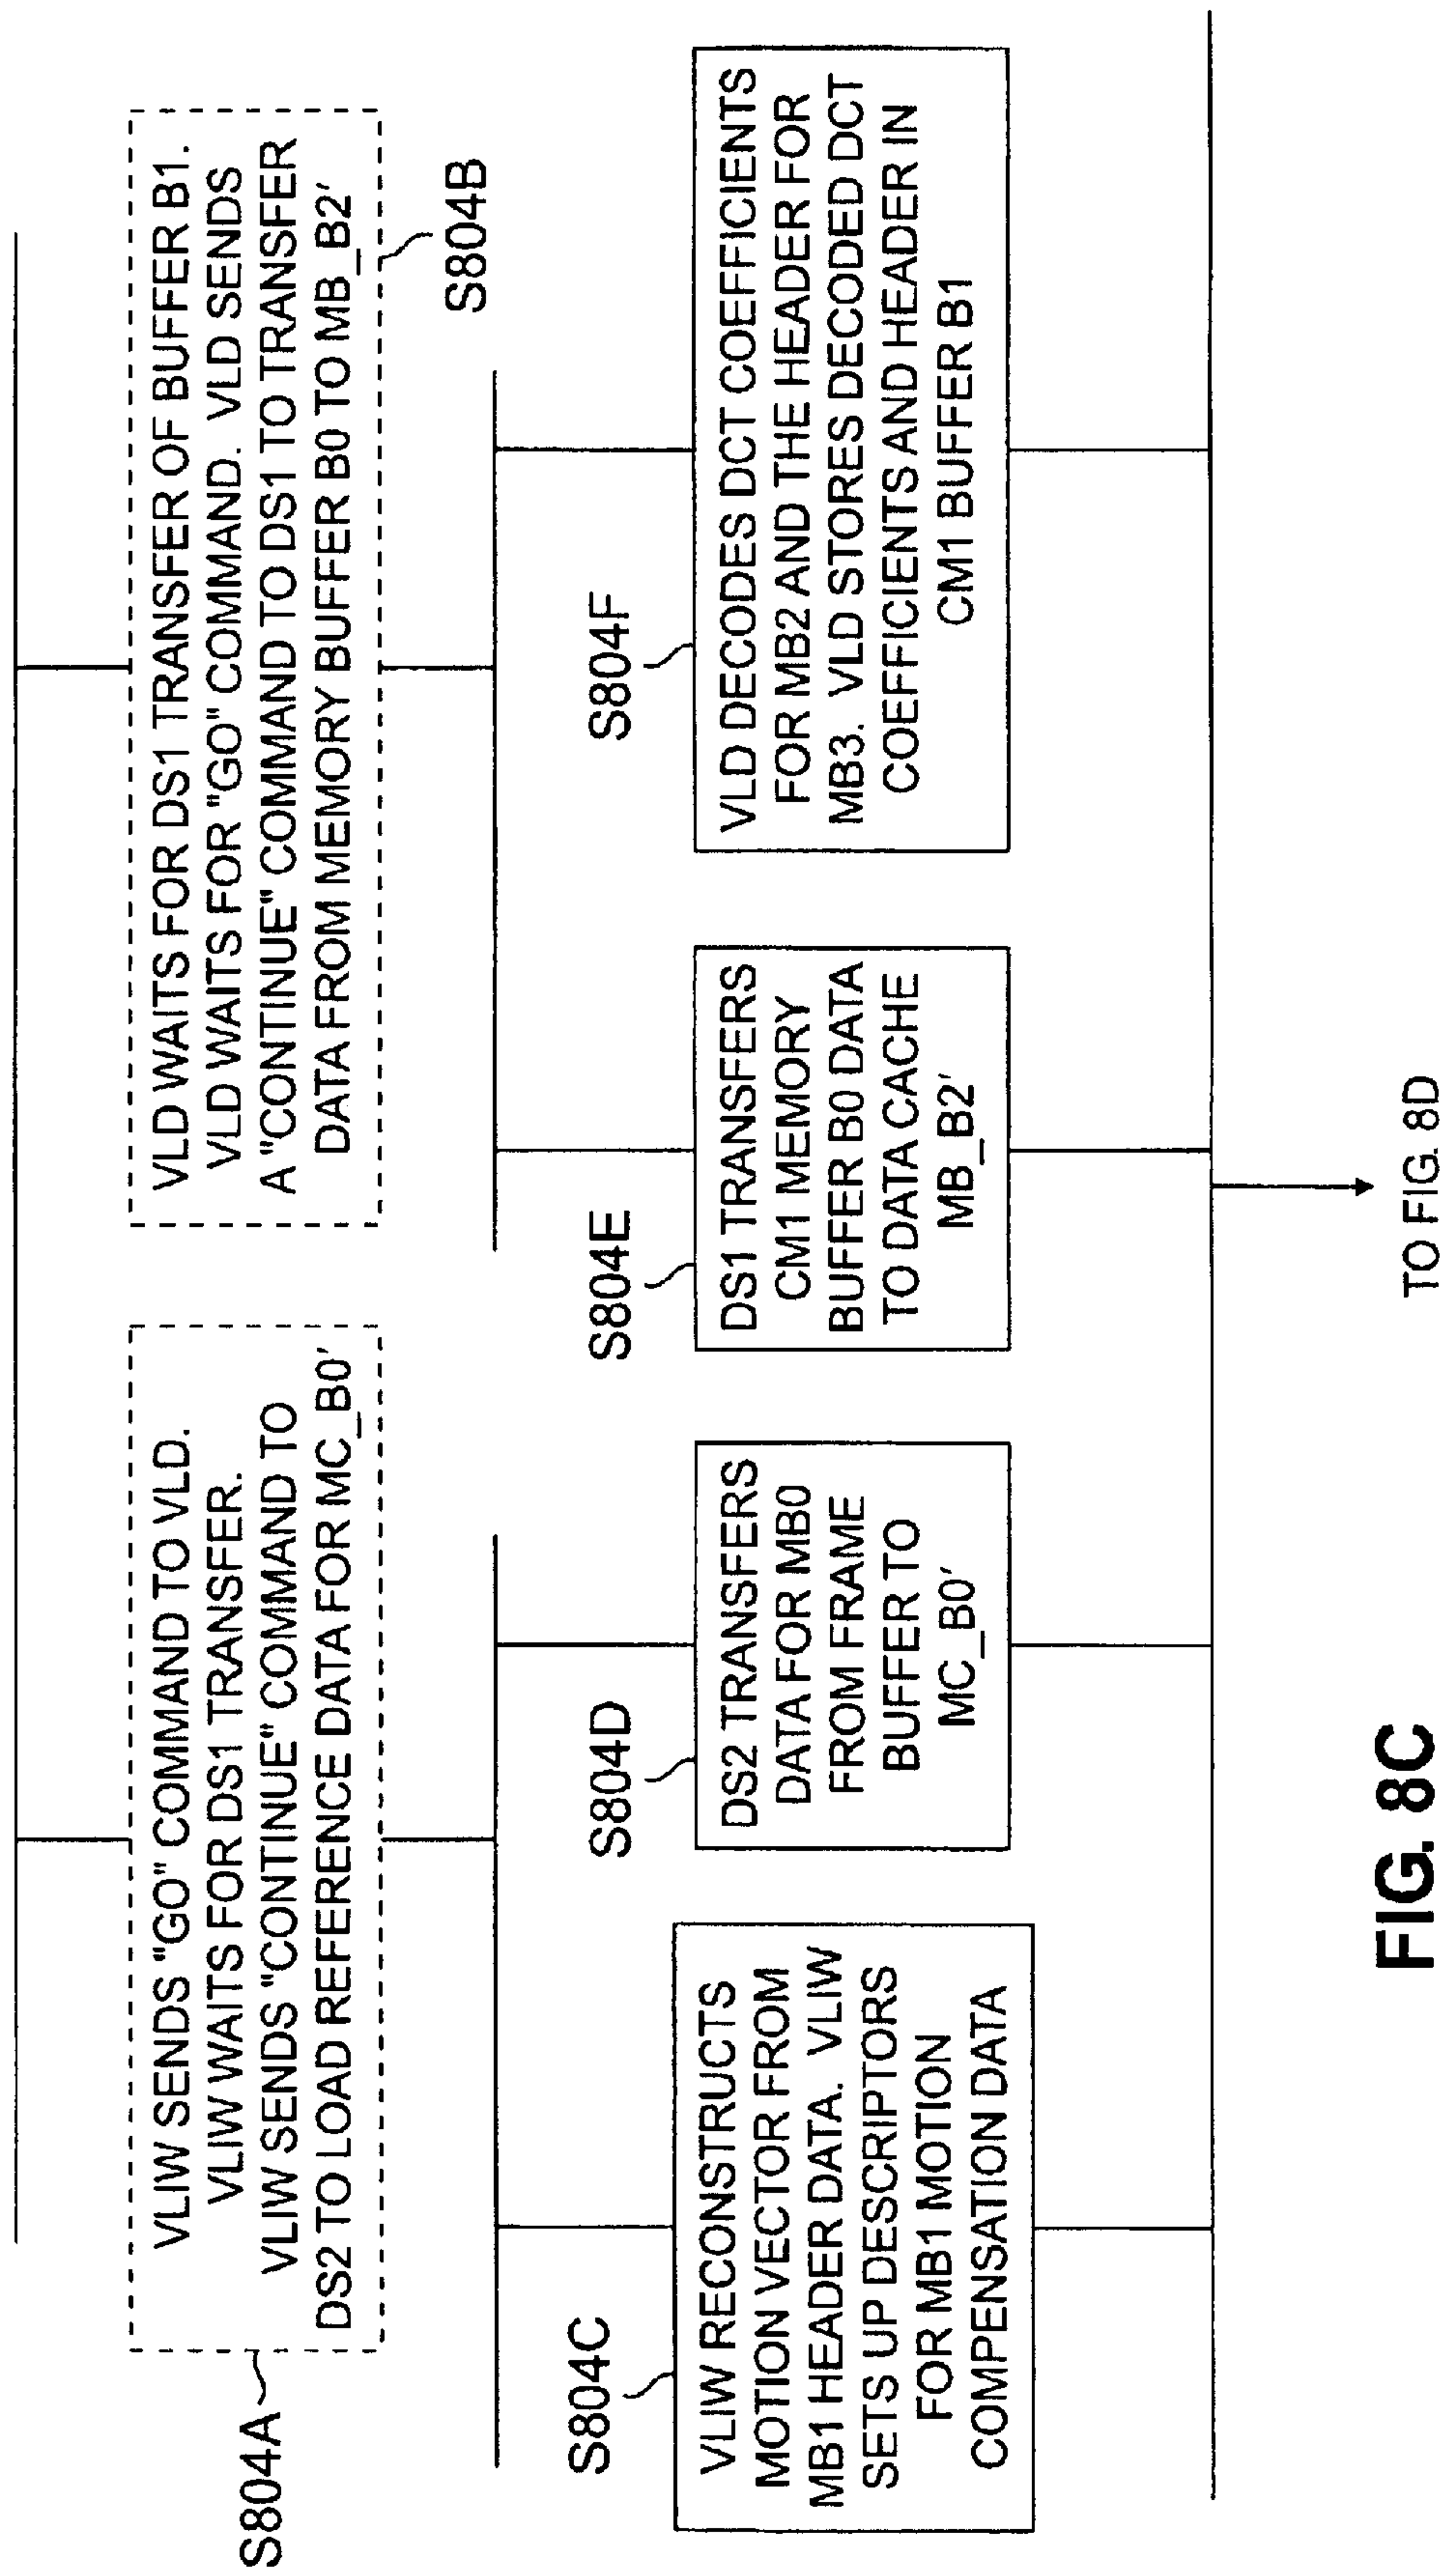 S804A
VLIW SENDS "GO" COMMAND TO VLD.
VLIW WAITS FOR DS1 TRANSFER.
VLIW SENDS "CONTINUE" COMMAND TO
DS2 TO LOAD REFERENCE DATA FOR MC_B0'
VLD WAITS FOR DS1 TRANSFER OF BUFFER B1.
VLD WAITS FOR "GO" COMMAND. VLD SENDS
A "CONTINUE" COMMAND TO DS1 TO TRANSFER
DATA FROM MEMORY BUFFER B0 TO MB_B2'
S804B
S804C
VLIW RECONSTRUCTS
MOTION VECTOR FROM
MB1 HEADER DATA. VLIW
SETS UP DESCRIPTORS
FOR MB1 MOTION
COMPENSATION DATA
S804D
DS2 TRANSFERS
DATA FOR MB0
FROM FRAME
BUFFER TO
MC_B0'
S804E
DS1 TRANSFERS
CM1 MEMORY
BUFFER B0 DATA
TO DATA CACHE
MB_B2'
S804F
VLD DECODES DCT COEFFICIENTS
FOR MB2 AND THE HEADER FOR
MB3. VLD STORES DECODED DCT
COEFFICIENTS AND HEADER IN
CM1 BUFFER B1
TO FIG. 8D
FIG. 8C